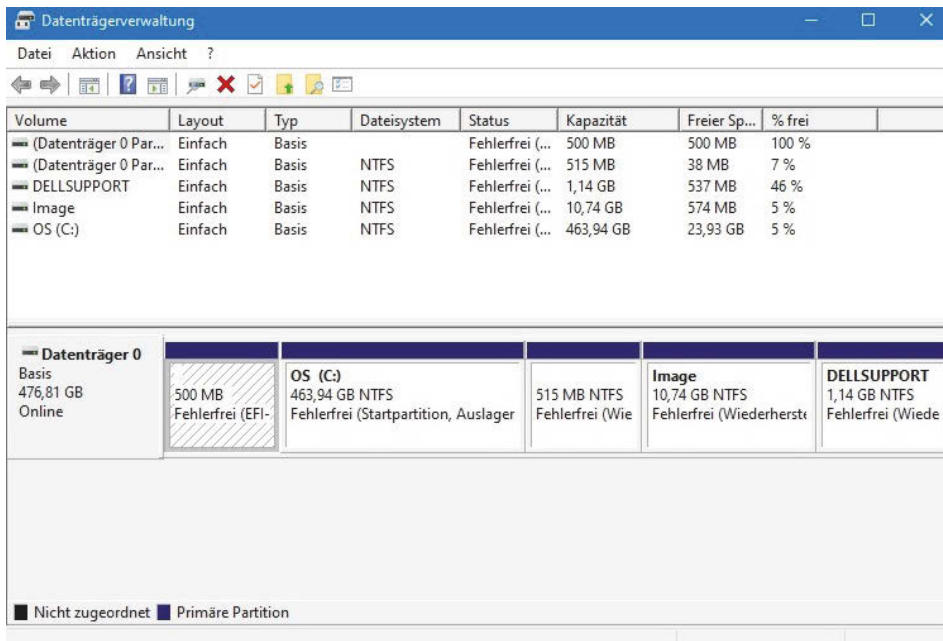 Datenträgerverwaltung
Datei Aktion Ansicht ?
Volume Layout Typ Dateisystem Status Kapazität Freier Sp... % frei
(Datenträger 0 Par... Einfach Basis Fehlerfrei (... 500 MB 500 MB 100 %
(Datenträger 0 Par... Einfach Basis NTFS Fehlerfrei (... 515 MB 38 MB 7 %
DELLSUPPORT Einfach Basis NTFS Fehlerfrei (... 1,14 GB 537 MB 46 %
Image Einfach Basis NTFS Fehlerfrei (... 10,74 GB 574 MB 5 %
OS (C:) Einfach Basis NTFS Fehlerfrei (... 463,94 GB 23,93 GB 5 %
Datenträger 0
Basis
476,81 GB
Online
500 MB
Fehlerfrei (EFI-
OS (C:)
463,94 GB NTFS
Fehlerfrei (Startpartition, Auslager
515 MB NTFS
Fehlerfrei (Wie
Image
10,74 GB NTFS
Fehlerfrei (Wiederherste
DELLSUPPORT
1,14 GB NTFS
Fehlerfrei (Wiede
Nicht zugeordnet Primäre Partition